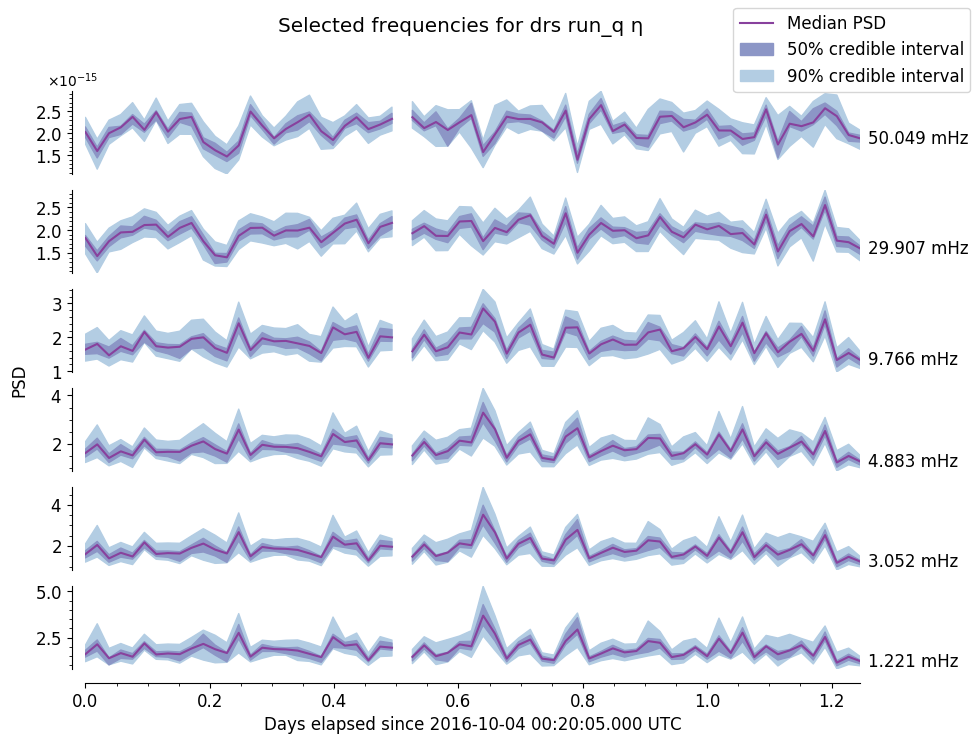 Selected frequencies for drs run_q η
Median PSD
50% credible interval
90% credible interval
×10⁻¹⁵
2.5
2.0
1.5
50.049 mHz
2.5
2.0
1.5
29.907 mHz
3
2
1
9.766 mHz
PSD
4
2
4.883 mHz
4
2
3.052 mHz
5.0
2.5
1.221 mHz
0.0 0.2 0.4 0.6 0.8 1.0 1.2
Days elapsed since 2016-10-04 00:20:05.000 UTC